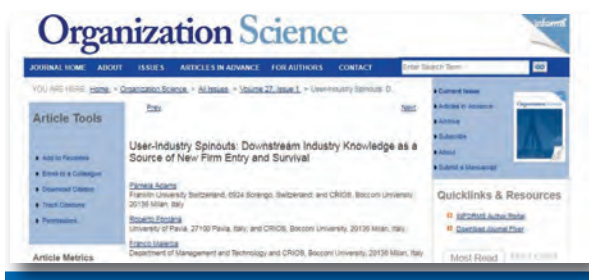 Organization Science
informs
JOURNAL HOME ABOUT ISSUES ARTICLES IN ADVANCE FOR AUTHORS CONTACT Enter Search Term GO
YOU ARE HERE: Home > Organization Science > All Issues > Volume 27, Issue 1 > User-Industry Spinouts: D...
Prev Next
Article Tools
Add to Favorites
Email to a Colleague
Download Citation
Track Citations
Permissions
User-Industry Spinouts: Downstream Industry Knowledge as a
Source of New Firm Entry and Survival
Pamela Adams
Franklin University Switzerland, 6924 Sorengo, Switzerland; and CRIOS, Bocconi University,
20136 Milan, Italy
Roberto Fontana
University of Pavia, 27100 Pavia, Italy; and CRIOS, Bocconi University, 20136 Milan, Italy
Franco Malerba
Department of Management and Technology and CRIOS, Bocconi University, 20136 Milan, Italy
Article Metrics
Current Issue
Articles in Advance
Archive
Subscribe
About
Submit a Manuscript
Quicklinks & Resources
INFORMS Author Portal
Download Journal Flyer
Most Read